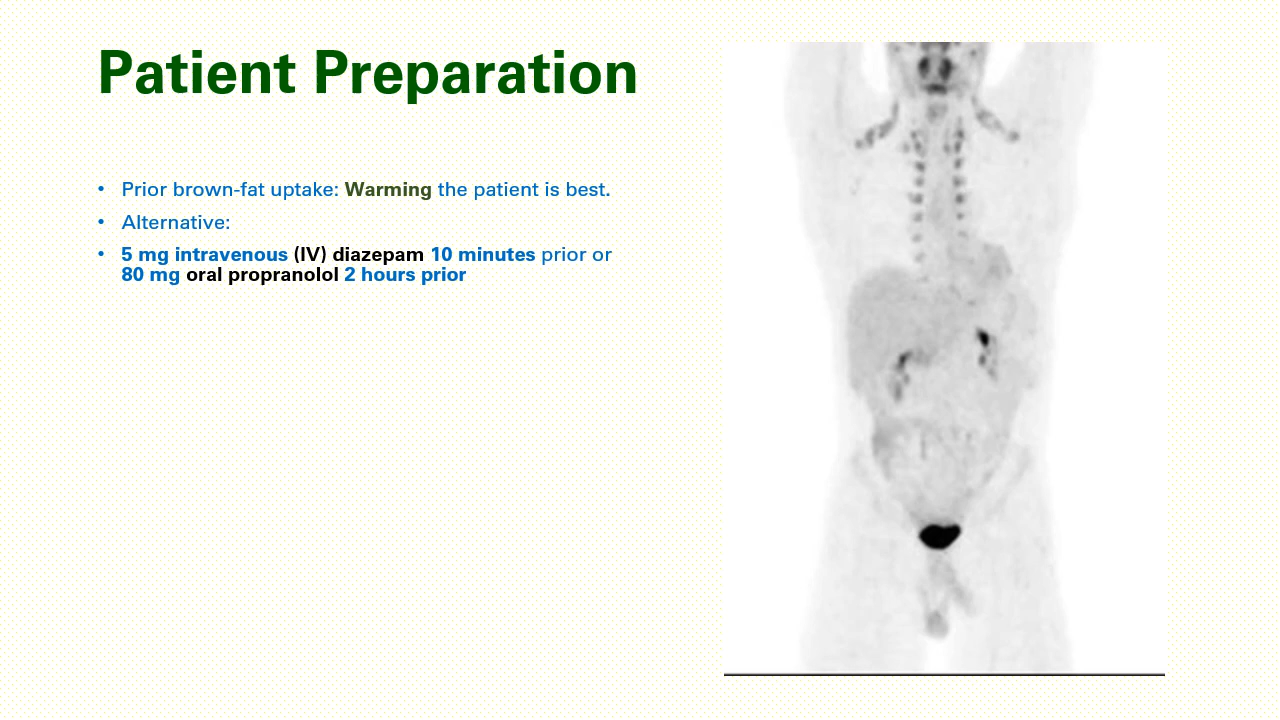 Patient Preparation
• Prior brown-fat uptake: Warming the patient is best.
• Alternative:
• 5 mg intravenous (IV) diazepam 10 minutes prior or
80 mg oral propranolol 2 hours prior